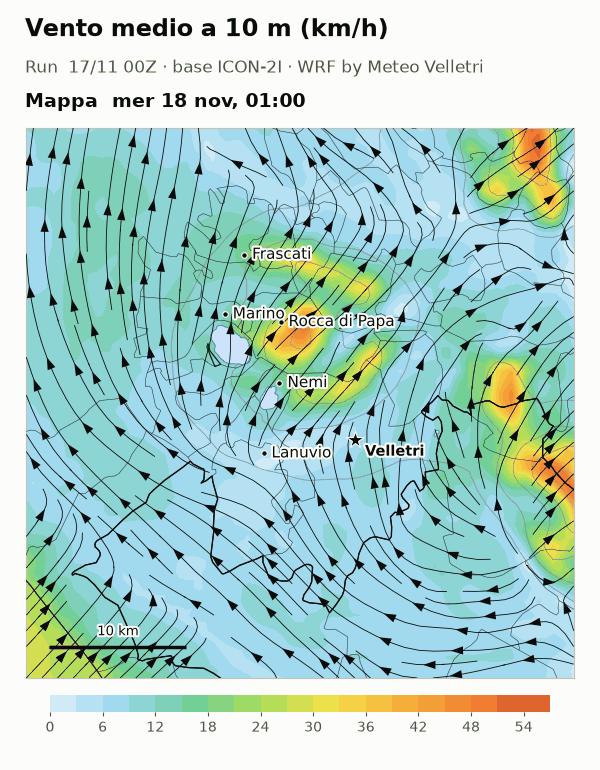 Vento medio a 10 m (km/h)
Run  17/11 00Z · base ICON-2I · WRF by Meteo Velletri
Mappa  mer 18 nov, 01:00
Frascati
Marino
Rocca di Papa
Nemi
Velletri
Lanuvio
10 km
0 6 12 18 24 30 36 42 48 54